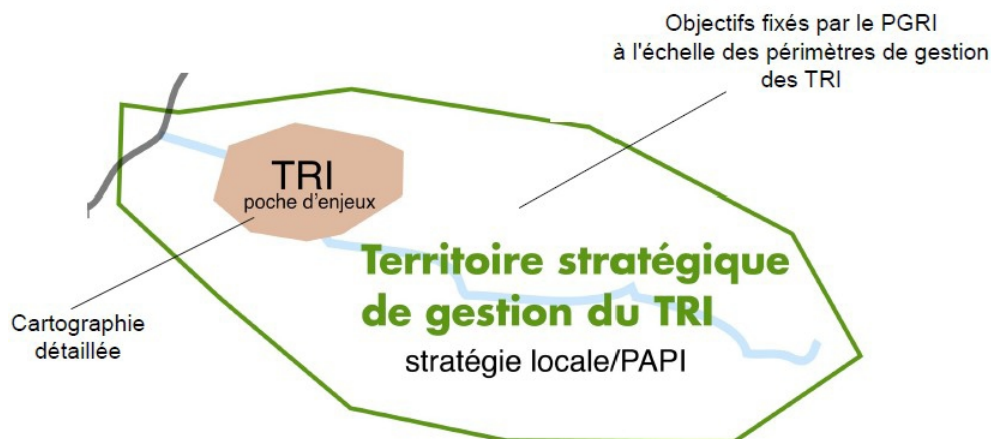 Objectifs fixés par le PGRI
à l'échelle des périmètres de gestion
des TRI
TRI
poche d'enjeux
Territoire stratégique
de gestion du TRI
stratégie locale/PAPI
Cartographie
détaillée